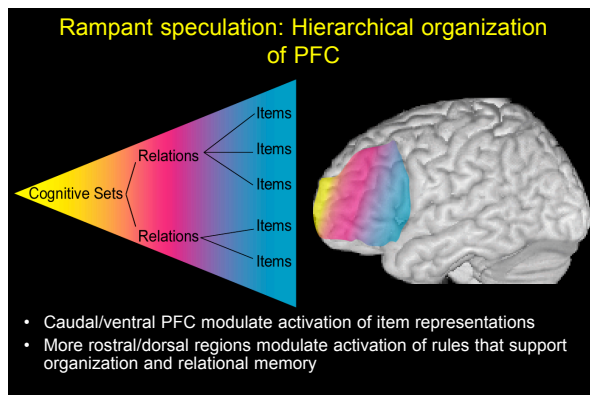 Rampant speculation: Hierarchical organization
of PFC
Items
Relations
Items
Items
Cognitive Sets
Items
Relations
Items
• Caudal/ventral PFC modulate activation of item representations
• More rostral/dorsal regions modulate activation of rules that support
organization and relational memory